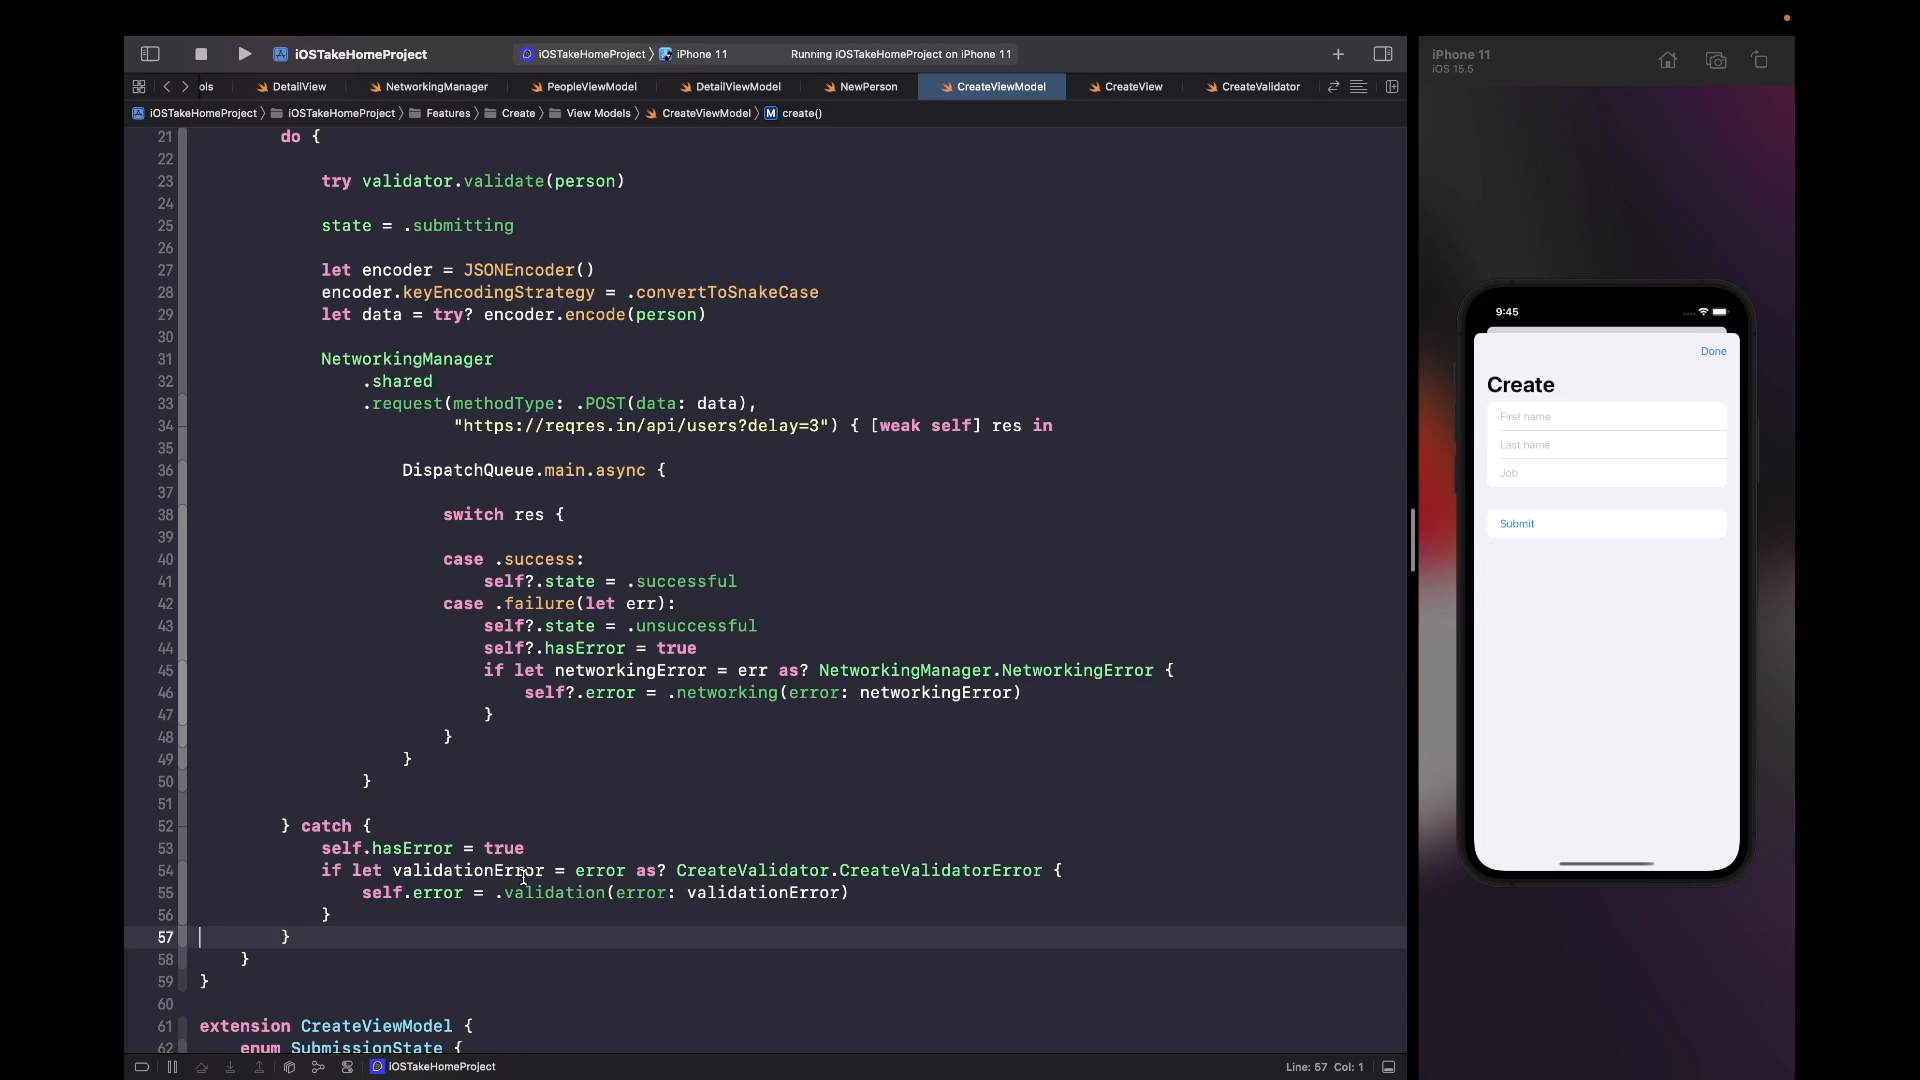 iOSTakeHomeProject
iOSTakeHomeProject 〉 iPhone 11
Running iOSTakeHomeProject on iPhone 11
ols
DetailView
NetworkingManager
PeopleViewModel
DetailViewModel
NewPerson
CreateViewModel
CreateView
CreateValidator
iOSTakeHomeProject 〉 iOSTakeHomeProject 〉 Features 〉 Create 〉 View Models 〉 CreateViewModel 〉 M create()
21 do {
22
23 try validator.validate(person)
24
25 state = .submitting
26
27 let encoder = JSONEncoder()
28 encoder.keyEncodingStrategy = .convertToSnakeCase
29 let data = try? encoder.encode(person)
30
31 NetworkingManager
32 .shared
33 .request(methodType: .POST(data: data),
34 "https://reqres.in/api/users?delay=3") { [weak self] res in
35
36 DispatchQueue.main.async {
37
38 switch res {
39
40 case .success:
41 self?.state = .successful
42 case .failure(let err):
43 self?.state = .unsuccessful
44 self?.hasError = true
45 if let networkingError = err as? NetworkingManager.NetworkingError {
46 self?.error = .networking(error: networkingError)
47 }
48 }
49 }
50 }
51
52 } catch {
53 self.hasError = true
54 if let validationError = error as? CreateValidator.CreateValidatorError {
55 self.error = .validation(error: validationError)
56 }
57 }
58 }
59 }
60
61 extension CreateViewModel {
62 enum SubmissionState {
iOSTakeHomeProject
Line: 57 Col: 1
iPhone 11
iOS 15.5
9:45
Done
Create
First name
Last name
Job
Submit